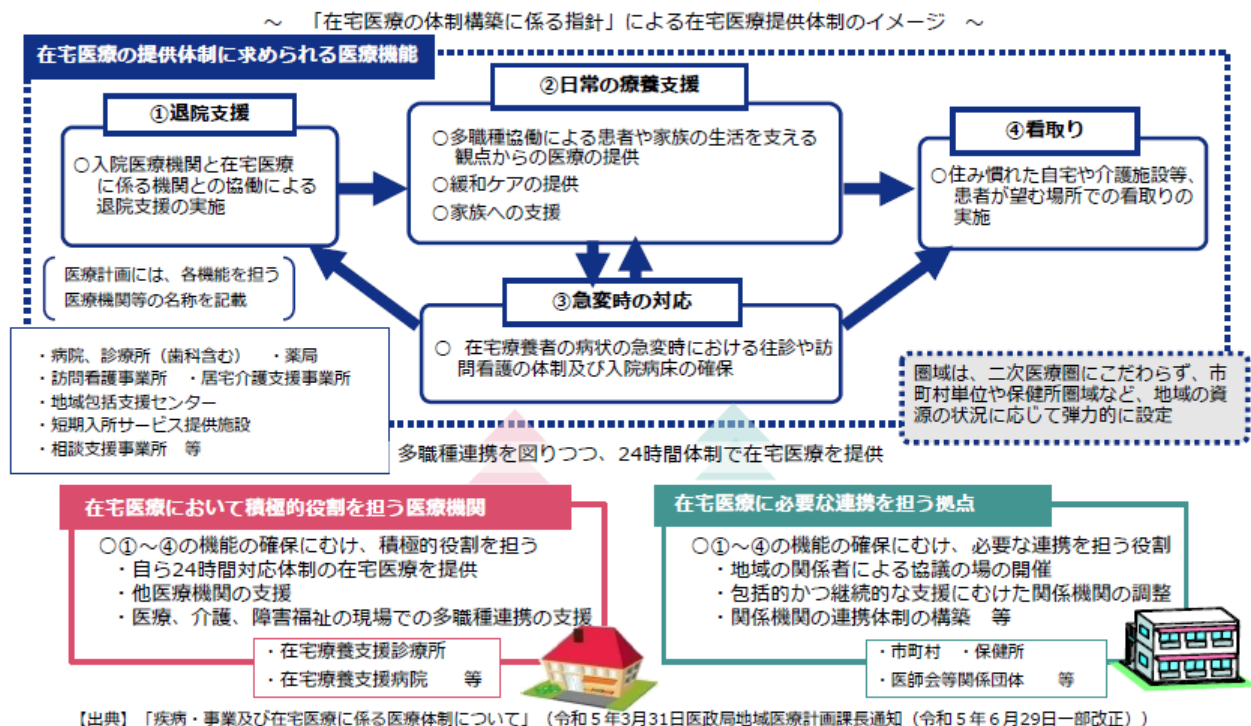 ～　「在宅医療の体制構築に係る指針」による在宅医療提供体制のイメージ　～
在宅医療の提供体制に求められる医療機能
①退院支援
○入院医療機関と在宅医療
に係る機関との協働による
退院支援の実施
②日常の療養支援
○多職種協働による患者や家族の生活を支える
観点からの医療の提供
○緩和ケアの提供
○家族への支援
④看取り
○住み慣れた自宅や介護施設等、
患者が望む場所での看取りの
実施
医療計画には、各機能を担う
医療機関等の名称を記載
③急変時の対応
○ 在宅療養者の病状の急変時における往診や訪
問看護の体制及び入院病床の確保
・病院、診療所（歯科含む）　・薬局
・訪問看護事業所　・居宅介護支援事業所
・地域包括支援センター
・短期入所サービス提供施設
・相談支援事業所　等
圏域は、二次医療圏にこだわらず、市
町村単位や保健所圏域など、地域の資
源の状況に応じて弾力的に設定
多職種連携を図りつつ、24時間体制で在宅医療を提供
在宅医療において積極的役割を担う医療機関
○①～④の機能の確保にむけ、積極的役割を担う
・自ら24時間対応体制の在宅医療を提供
・他医療機関の支援
・医療、介護、障害福祉の現場での多職種連携の支援
・在宅療養支援診療所
・在宅療養支援病院　等
在宅医療に必要な連携を担う拠点
○①～④の機能の確保にむけ、必要な連携を担う役割
・地域の関係者による協議の場の開催
・包括的かつ継続的な支援にむけた関係機関の調整
・関係機関の連携体制の構築　等
・市町村　・保健所
・医師会等関係団体　等
【出典】「疾病・事業及び在宅医療に係る医療体制について」（令和５年3月31日医政局地域医療計画課長通知（令和５年６月29日一部改正））